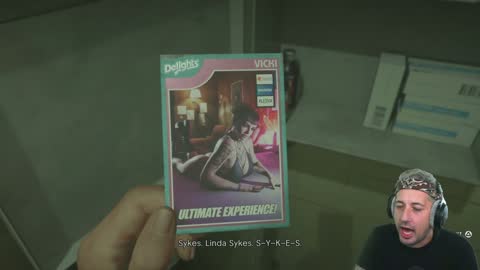 Delights
VICKI
ULTIMATE EXPERIENCE!
Sykes. Linda Sykes. S-Y-K-E-S.